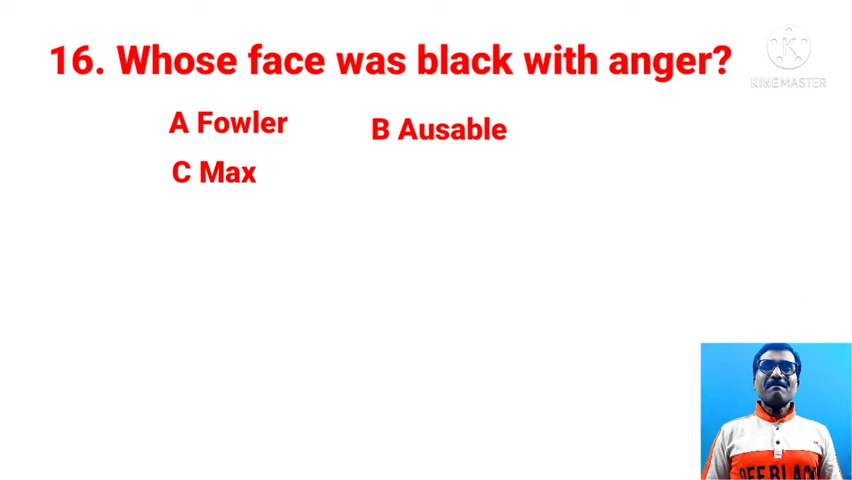 16. Whose face was black with anger?
KINEMASTER
A Fowler
B Ausable
C Max